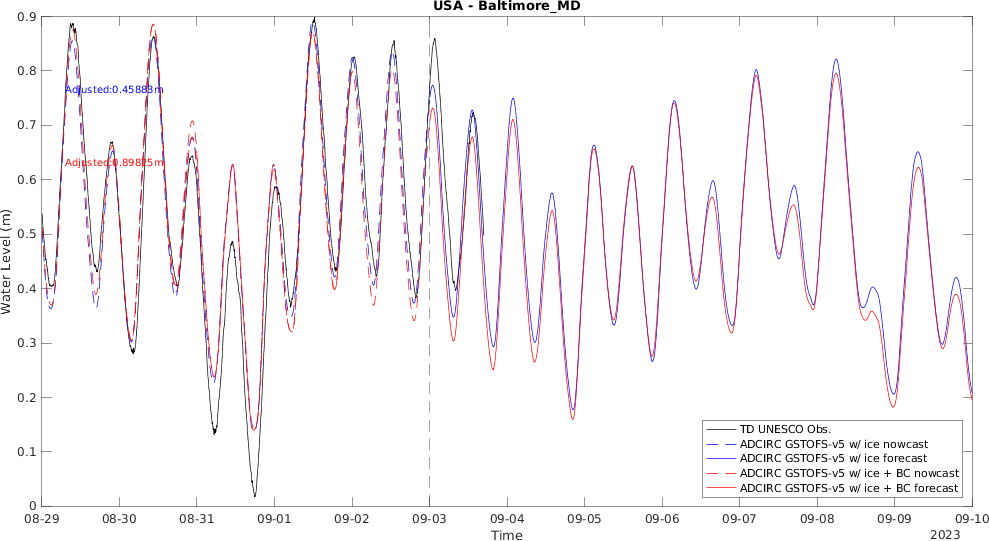 USA - Baltimore_MD
0.9
0.8
0.7
0.6
0.5
0.4
0.3
0.2
0.1
0
Water Level (m)
Adjusted:0.45883m
Adjusted:0.89825m
TD UNESCO Obs.
ADCIRC GSTOFS-v5 w/ ice nowcast
ADCIRC GSTOFS-v5 w/ ice forecast
ADCIRC GSTOFS-v5 w/ ice + BC nowcast
ADCIRC GSTOFS-v5 w/ ice + BC forecast
08-29 08-30 08-31 09-01 09-02 09-03 09-04 09-05 09-06 09-07 09-08 09-09 09-10
Time
2023